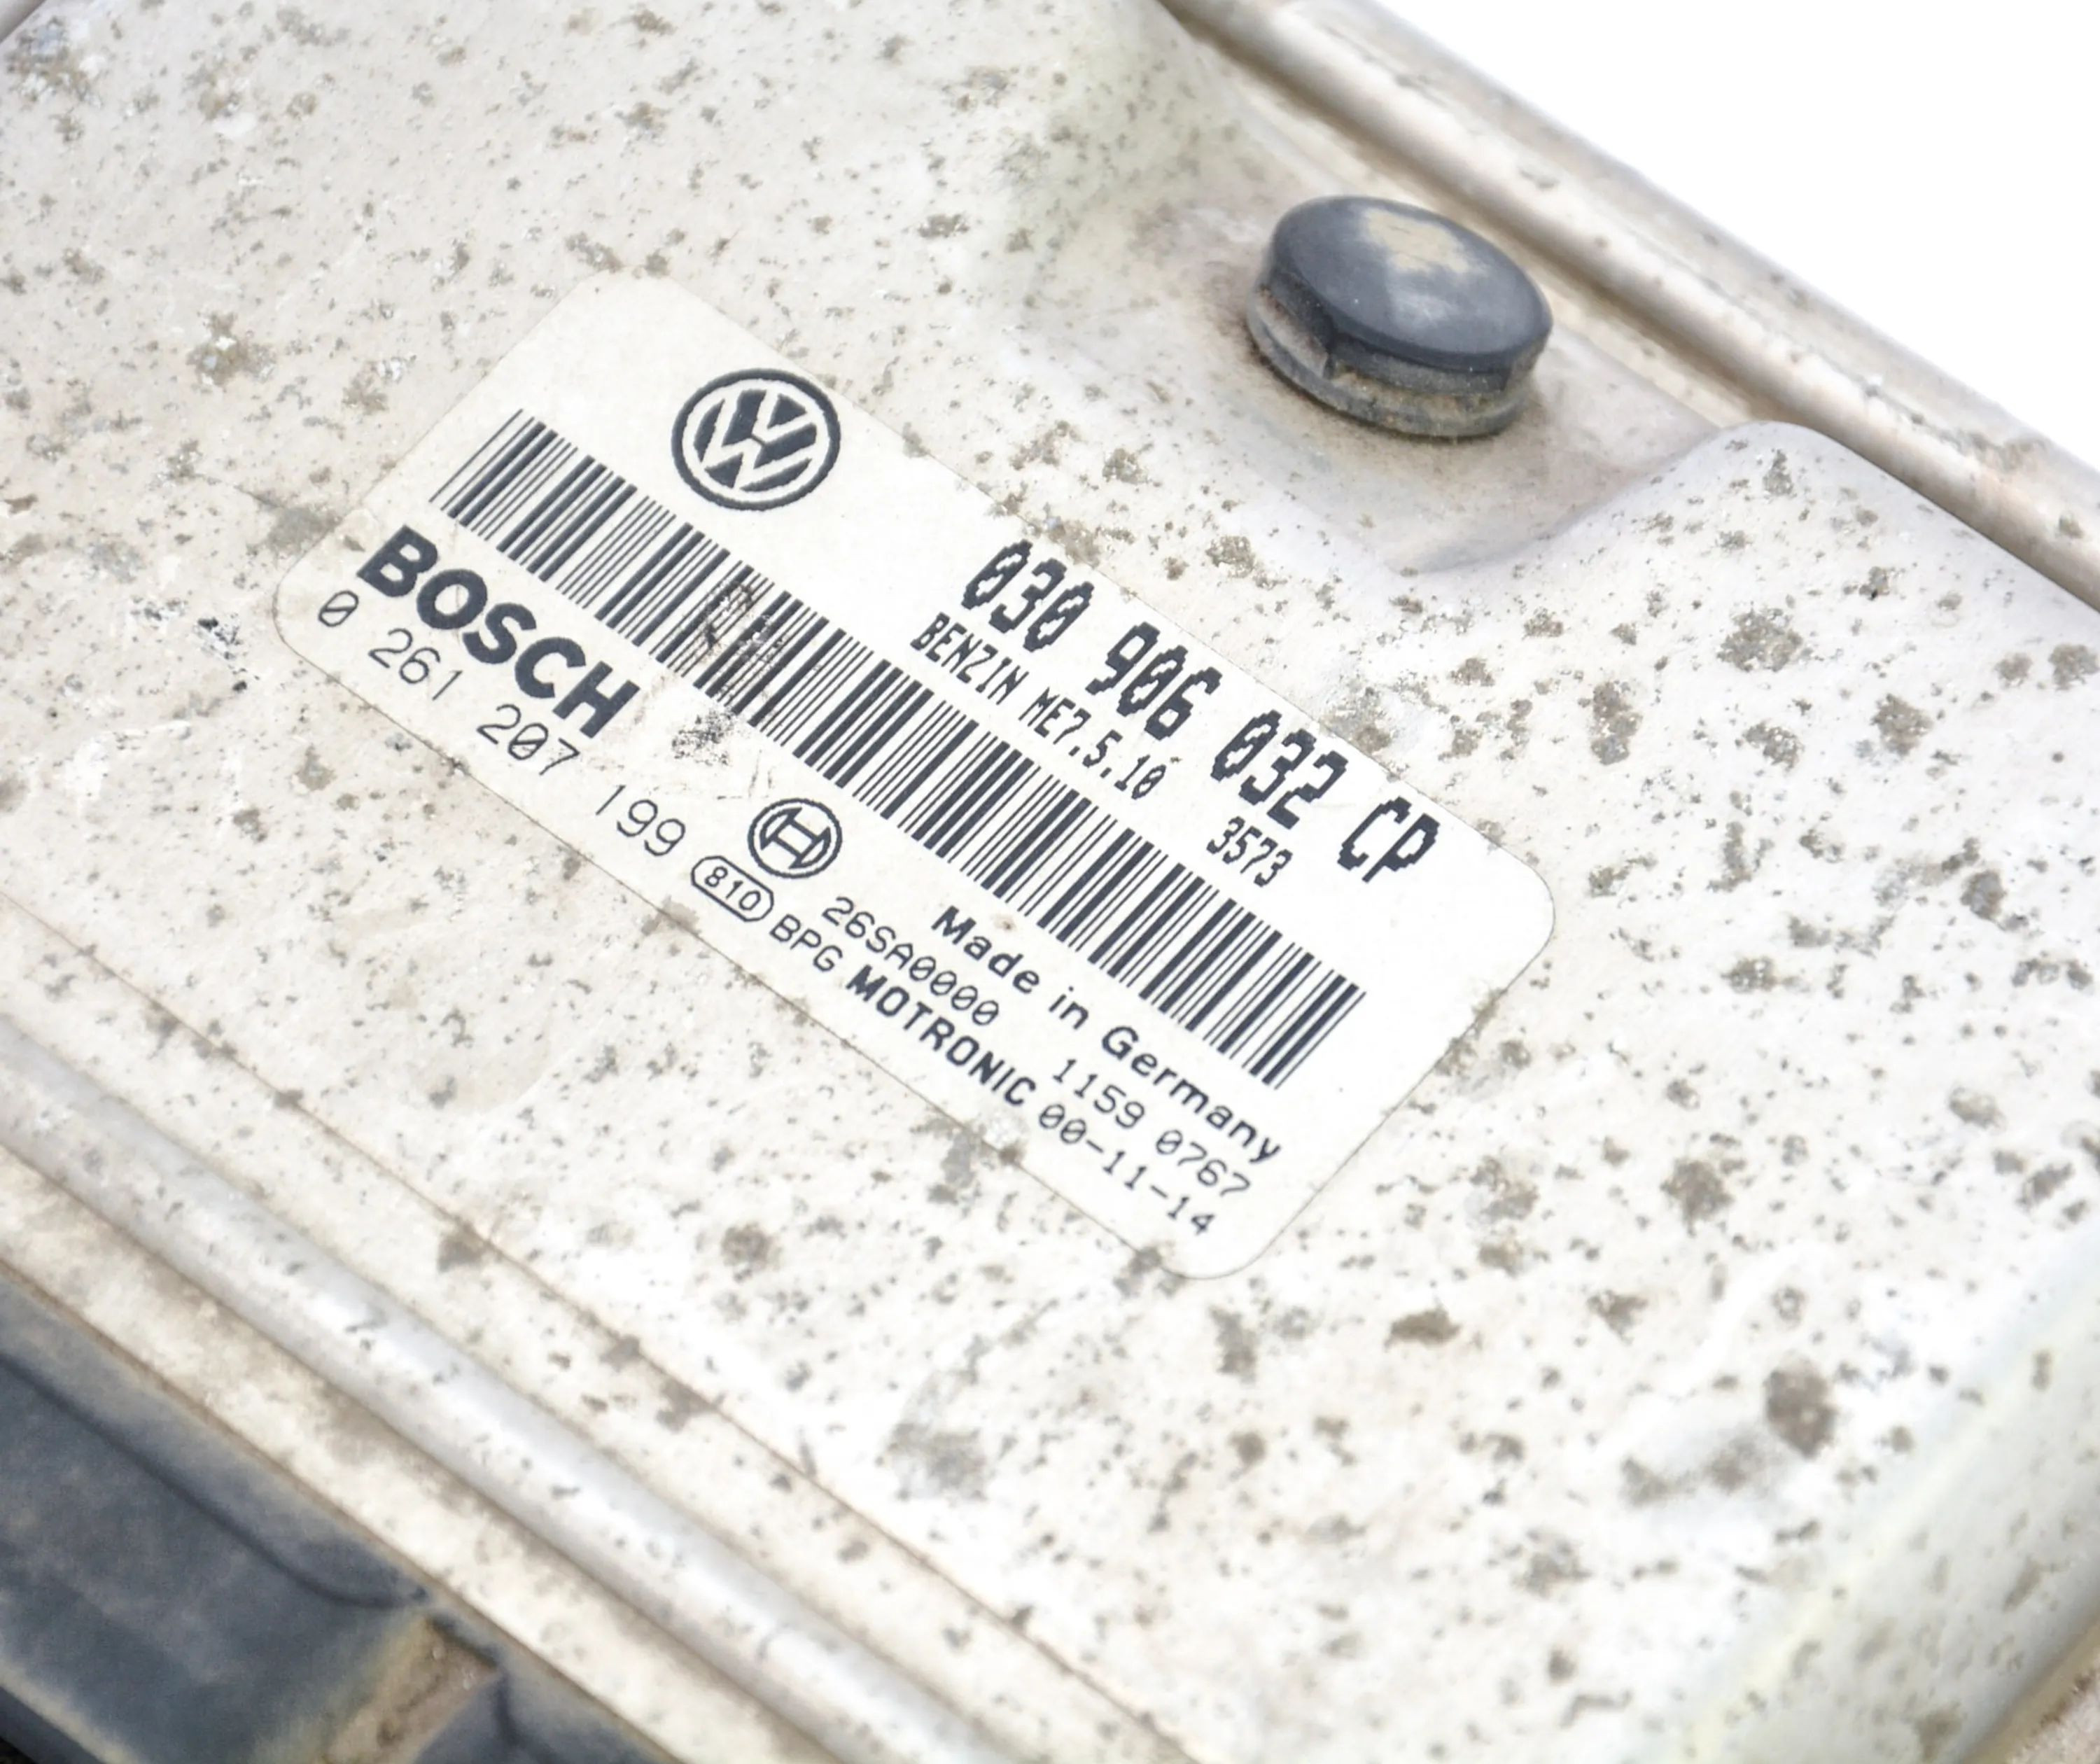 030 906 032 CP
BENZIN ME7.5.10 3573
BOSCH
0 261 207 199
Made in Germany
26SA0000 1159 0767
810 BPG MOTRONIC 00-11-14